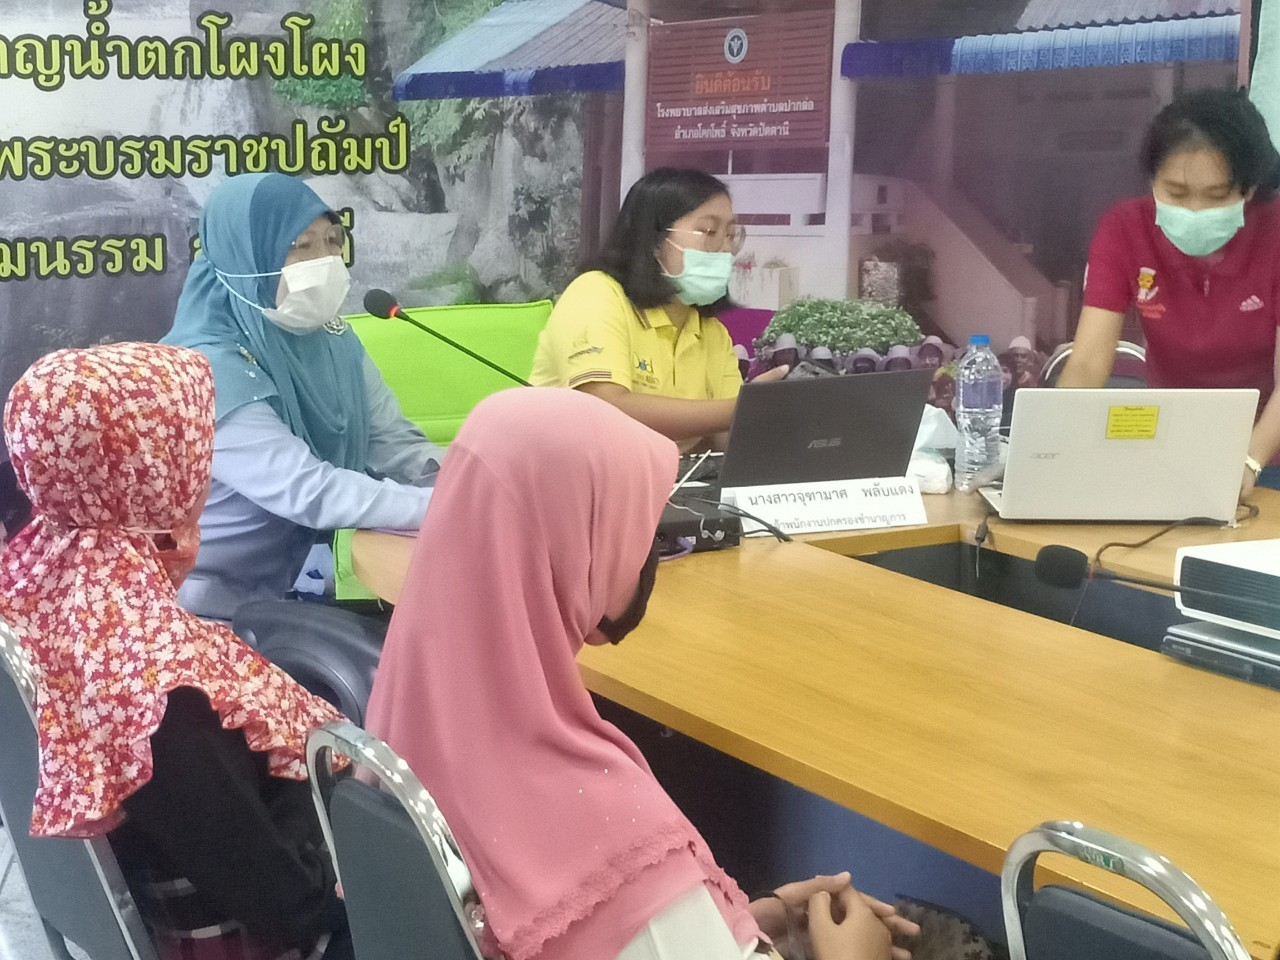 าญน้ำตกโผงโผง
พระบรมราชปถัมป์
มนรรม
ยินดีต้อนรับ
โรงพยาบาลส่งเสริมสุขภาพตำบลปากล่อ
อำเภอโคกโพธิ์ จังหวัดปัตตานี
ASUS
acer
นางสาวจุฑามาศ พลับแดง
เจ้าพนักงานปกครองชำนาญการ
adidas